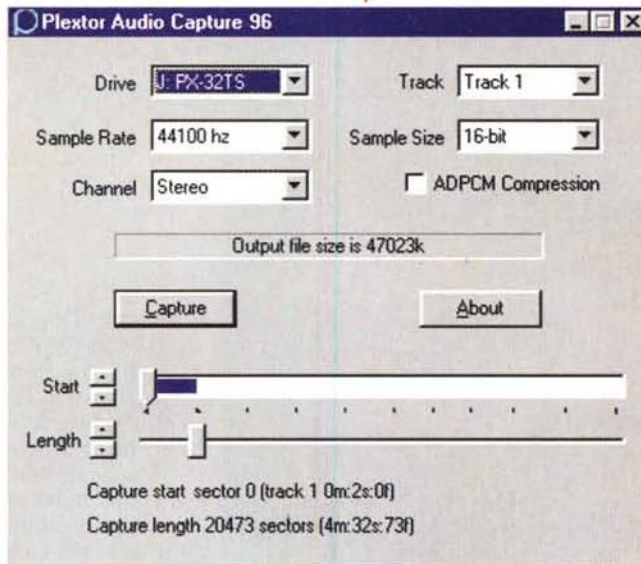 Plextor Audio Capture 96
Drive J: PX-32TS
Track Track 1
Sample Rate 44100 hz
Sample Size 16-bit
Channel Stereo
ADPCM Compression
Output file size is 47023k
Capture
About
Start
Length
Capture start sector 0 (track 1 0m:2s:0f)
Capture length 20473 sectors (4m:32s:73f)